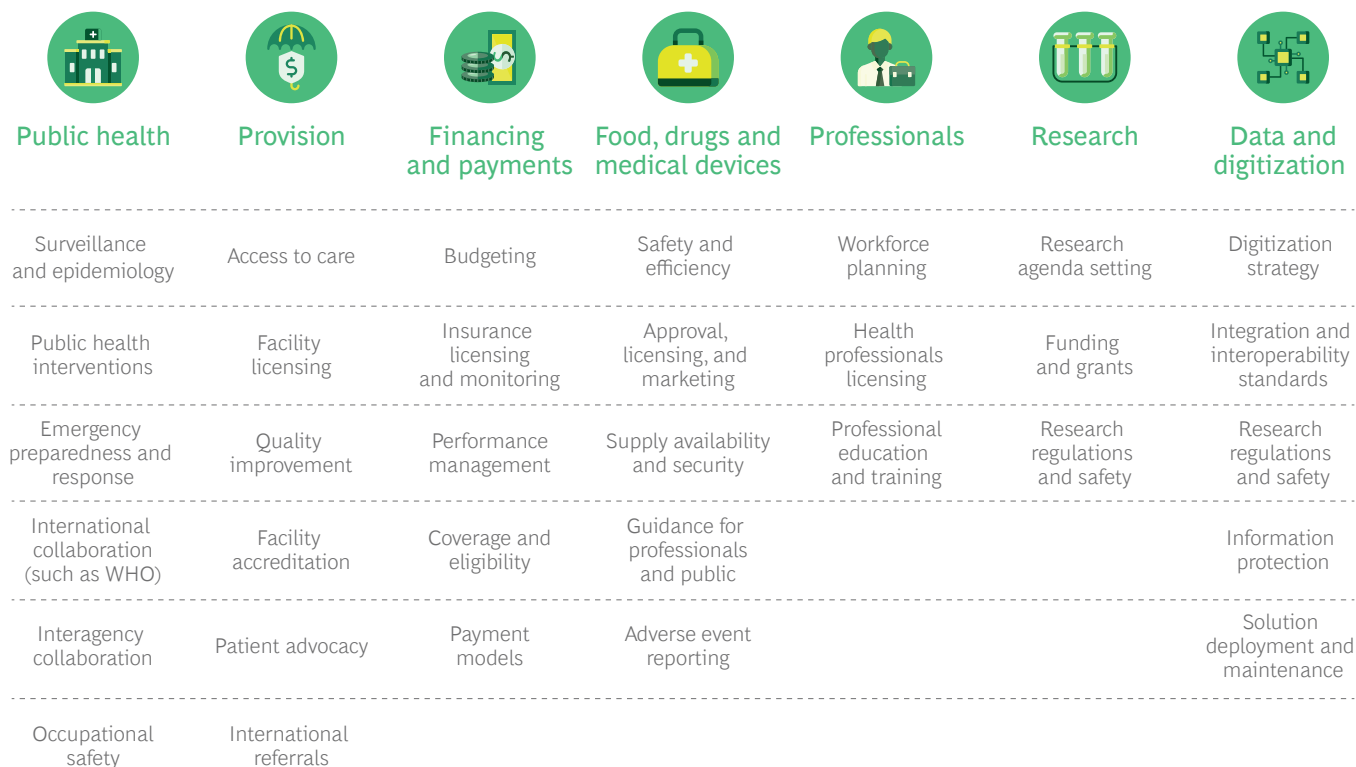 Public health
Provision
Financing
and payments
Food, drugs and
medical devices
Professionals
Research
Data and
digitization
Surveillance
and epidemiology
Access to care
Budgeting
Safety and
efficiency
Workforce
planning
Research
agenda setting
Digitization
strategy
Public health
interventions
Facility
licensing
Insurance
licensing
and monitoring
Approval,
licensing, and
marketing
Health
professionals
licensing
Funding
and grants
Integration and
interoperability
standards
Emergency
preparedness and
response
Quality
improvement
Performance
management
Supply availability
and security
Professional
education
and training
Research
regulations
and safety
Research
regulations
and safety
International
collaboration
(such as WHO)
Facility
accreditation
Coverage and
eligibility
Guidance for
professionals
and public
Information
protection
Interagency
collaboration
Patient advocacy
Payment
models
Adverse event
reporting
Solution
deployment and
maintenance
Occupational
safety
International
referrals